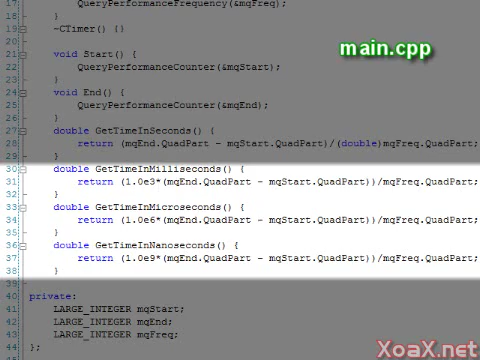 17 QueryPerformanceFrequency(&mqFreq);
18 }
19 ~CTimer() {}
20
21 void Start() {
22 QueryPerformanceCounter(&mqStart);
23 }
24 void End() {
25 QueryPerformanceCounter(&mqEnd);
26 }
27 double GetTimeInSeconds() {
28 return (mqEnd.QuadPart - mqStart.QuadPart)/(double)mqFreq.QuadPart;
29 }
30 double GetTimeInMilliseconds() {
31 return (1.0e3*(mqEnd.QuadPart - mqStart.QuadPart))/mqFreq.QuadPart;
32 }
33 double GetTimeInMicroseconds() {
34 return (1.0e6*(mqEnd.QuadPart - mqStart.QuadPart))/mqFreq.QuadPart;
35 }
36 double GetTimeInNanoseconds() {
37 return (1.0e9*(mqEnd.QuadPart - mqStart.QuadPart))/mqFreq.QuadPart;
38 }
39
40 private:
41 LARGE_INTEGER mqStart;
42 LARGE_INTEGER mqEnd;
43 LARGE_INTEGER mqFreq;
44 };
main.cpp
XoaX.net